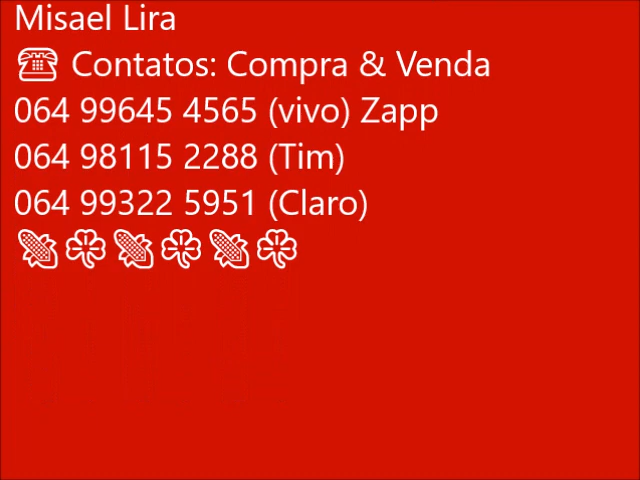 Misael Lira
☎ Contatos: Compra & Venda
064 99645 4565 (vivo) Zapp
064 98115 2288 (Tim)
064 99322 5951 (Claro)
🌽☘🌽☘🌽☘